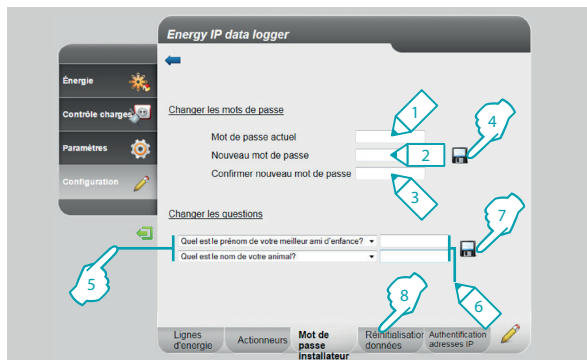 Energy IP data logger
Énergie
Contrôle charges
Paramètres
Configuration
Changer les mots de passe
Mot de passe actuel
Nouveau mot de passe
Confirmer nouveau mot de passe
1
2
3
4
Changer les questions
Quel est le prénom de votre meilleur ami d'enfance?
Quel est le nom de votre animal?
5
6
7
8
Lignes d'energie
Actionneurs
Mot de passe installateur
Réinitialisation données
Authentification adresses IP